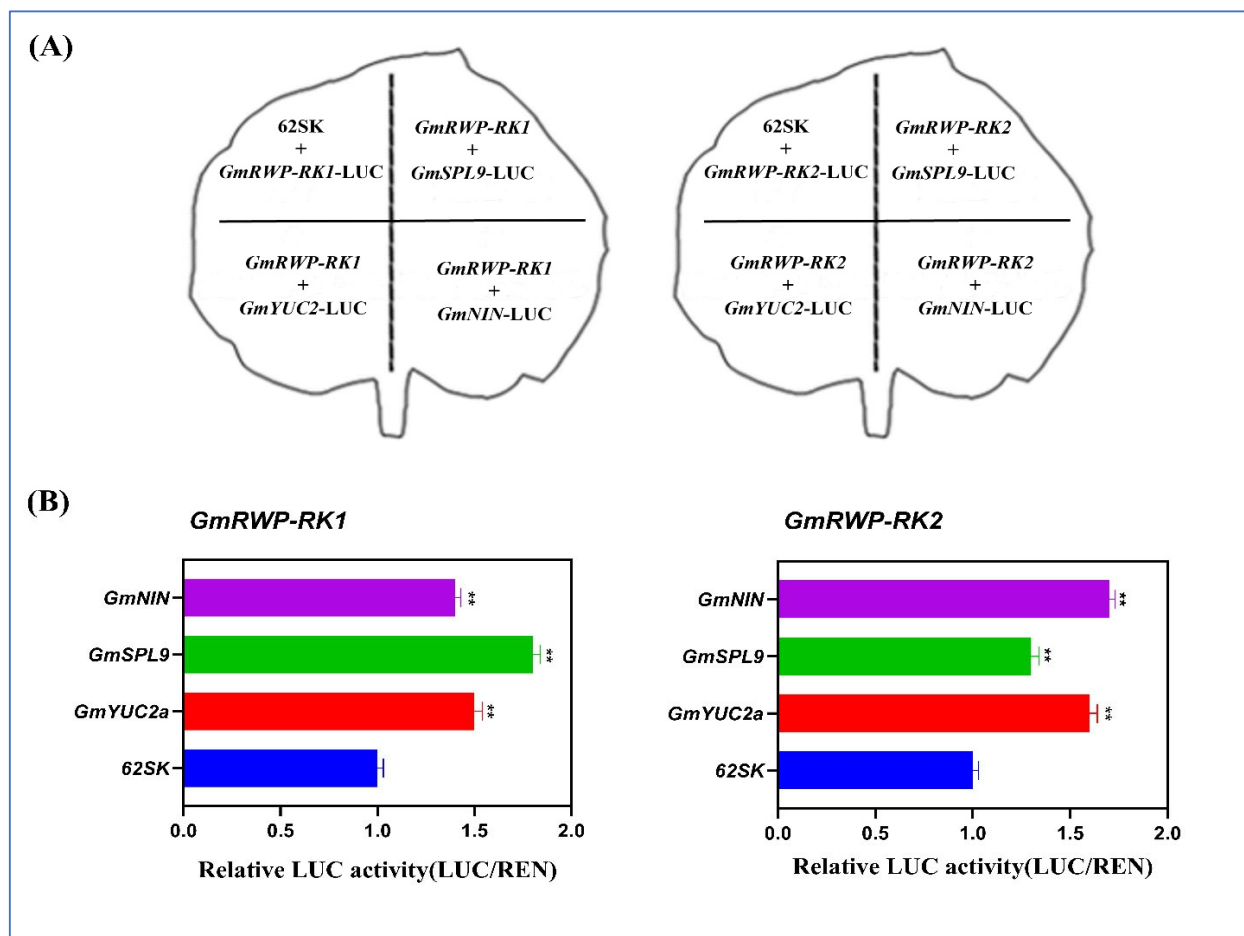 (A)
62SK
+
GmRWP-RK1-LUC
GmRWP-RK1
+
GmSPL9-LUC
GmRWP-RK1
+
GmYUC2-LUC
GmRWP-RK1
+
GmNIN-LUC
62SK
+
GmRWP-RK2-LUC
GmRWP-RK2
+
GmSPL9-LUC
GmRWP-RK2
+
GmYUC2-LUC
GmRWP-RK2
+
GmNIN-LUC
(B)
GmRWP-RK1
GmNIN
**
GmSPL9
**
GmYUC2a
**
62SK
0.0 0.5 1.0 1.5 2.0
Relative LUC activity(LUC/REN)
GmRWP-RK2
GmNIN
**
GmSPL9
**
GmYUC2a
**
62SK
0.0 0.5 1.0 1.5 2.0
Relative LUC activity(LUC/REN)